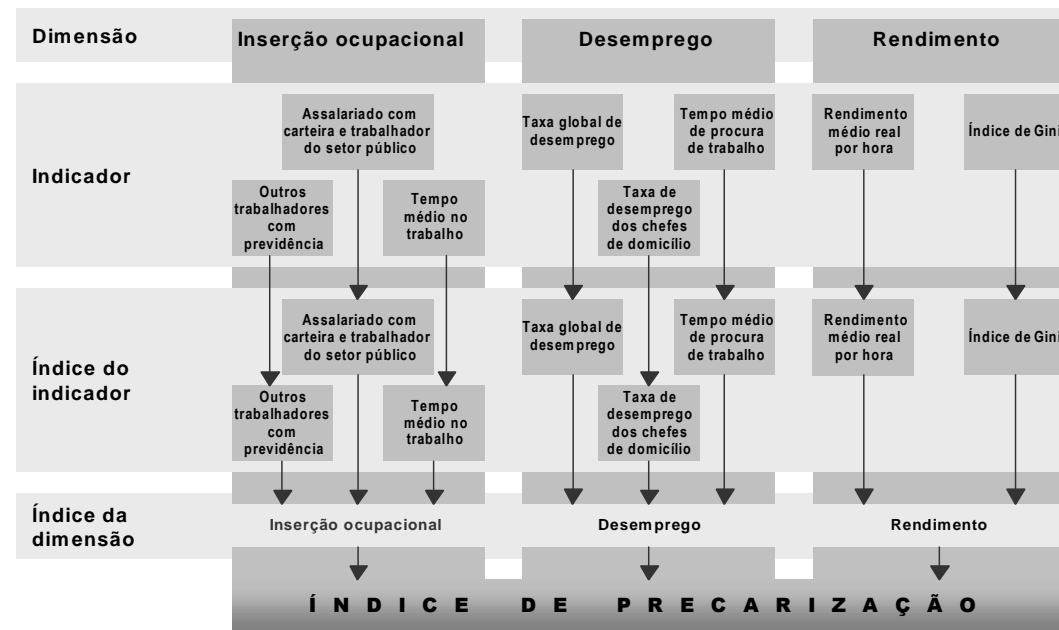 Dimensão
Inserção ocupacional
Desemprego
Rendimento
Indicador
Assalariado com
carteira e trabalhador
do setor público
Outros
trabalhadores
com
previdência
Tempo
médio no
trabalho
Taxa global de
desemprego
Taxa de
desemprego
dos chefes
de domicílio
Tempo médio
de procura
de trabalho
Rendimento
médio real
por hora
Índice de Gini
Índice do
indicador
Assalariado com
carteira e trabalhador
do setor público
Outros
trabalhadores
com
previdência
Tempo
médio no
trabalho
Taxa global de
desemprego
Taxa de
desemprego
dos chefes
de domicílio
Tempo médio
de procura
de trabalho
Rendimento
médio real
por hora
Índice de Gini
Índice da
dimensão
Inserção ocupacional
Desemprego
Rendimento
ÍNDICE DE PRECARIZAÇÃO